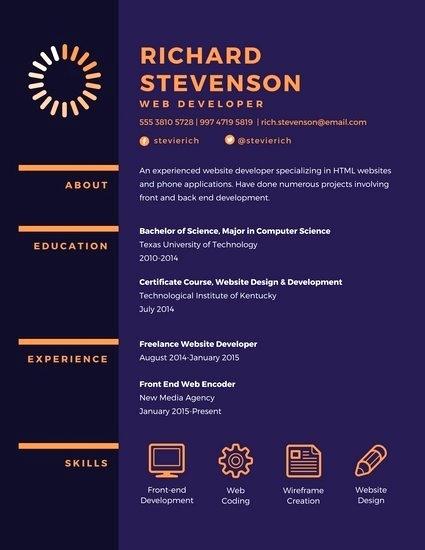 RICHARD
STEVENSON
WEB DEVELOPER
555 3810 5728 | 997 4719 5819 | rich.stevenson@email.com
stevierich @stevierich
ABOUT
An experienced website developer specializing in HTML websites
and phone applications. Have done numerous projects involving
front and back end development.
EDUCATION
Bachelor of Science, Major in Computer Science
Texas University of Technology
2010-2014
Certificate Course, Website Design & Development
Technological Institute of Kentucky
July 2014
EXPERIENCE
Freelance Website Developer
August 2014-January 2015
Front End Web Encoder
New Media Agency
January 2015-Present
SKILLS
Front-end
Development
Web
Coding
Wireframe
Creation
Website
Design